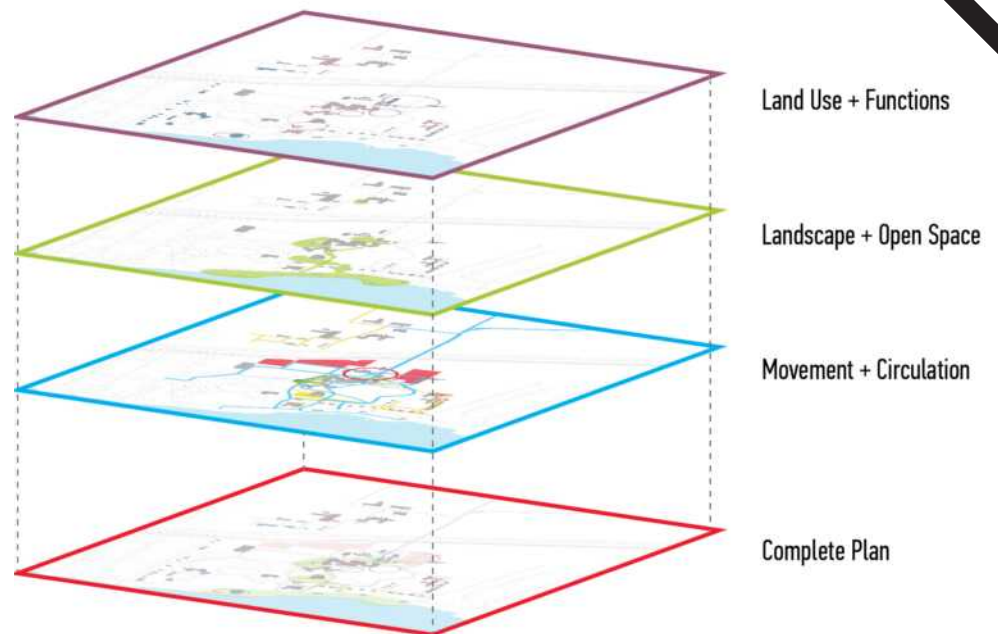 Land Use + Functions
Landscape + Open Space
Movement + Circulation
Complete Plan